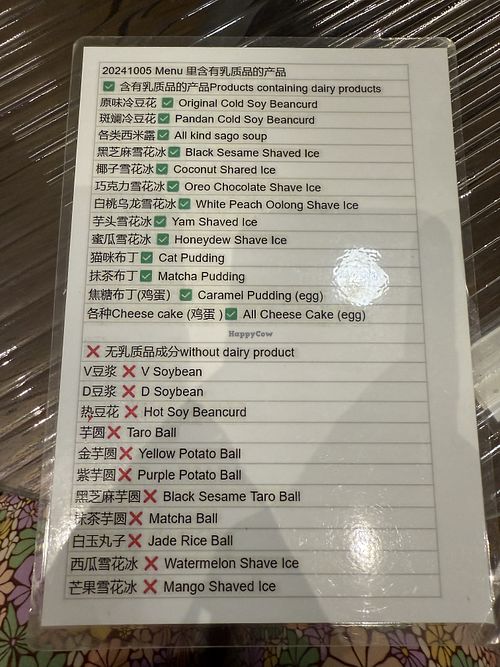 20241005 Menu 里含有乳质品的产品
✅ 含有乳质品的产品Products containing dairy products
原味冷豆花 ✅ Original Cold Soy Beancurd
斑斓冷豆花 ✅ Pandan Cold Soy Beancurd
各类西米露 ✅ All kind sago soup
黑芝麻雪花冰 ✅ Black Sesame Shaved Ice
椰子雪花冰 ✅ Coconut Shared Ice
巧克力雪花冰 ✅ Oreo Chocolate Shave Ice
白桃乌龙雪花冰 ✅ White Peach Oolong Shave Ice
芋头雪花冰 ✅ Yam Shaved Ice
蜜瓜雪花冰 ✅ Honeydew Shave Ice
猫咪布丁 ✅ Cat Pudding
抹茶布丁 ✅ Matcha Pudding
焦糖布丁(鸡蛋) ✅ Caramel Pudding (egg)
各种Cheese cake (鸡蛋 ) ✅ All Cheese Cake (egg)
HappyCow
❌ 无乳质品成分without dairy product
V豆浆 ❌ V Soybean
D豆浆 ❌ D Soybean
热豆花 ❌ Hot Soy Beancurd
芋圆 ❌ Taro Ball
金芋圆 ❌ Yellow Potato Ball
紫芋圆 ❌ Purple Potato Ball
黑芝麻芋圆 ❌ Black Sesame Taro Ball
抹茶芋圆 ❌ Matcha Ball
白玉丸子 ❌ Jade Rice Ball
西瓜雪花冰 ❌ Watermelon Shave Ice
芒果雪花冰 ❌ Mango Shaved Ice